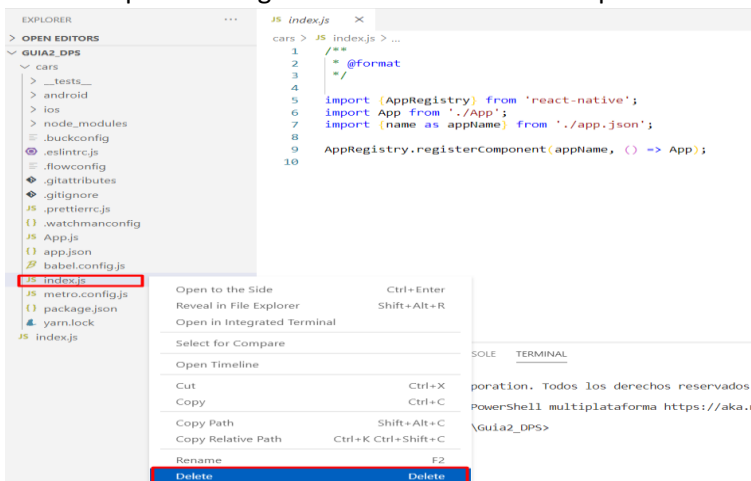 EXPLORER
...
JS index.js ×
> OPEN EDITORS
GUIA2_DPS
cars
> __tests__
> android
> ios
> node_modules
.buckconfig
.eslintrc.js
.flowconfig
.gitattributes
.gitignore
JS .prettierrc.js
{} .watchmanconfig
JS App.js
{} app.json
babel.config.js
JS index.js
JS metro.config.js
{} package.json
yarn.lock
JS index.js
cars > JS index.js > ...
1 /**
2 * @format
3 */
4
5 import {AppRegistry} from 'react-native';
6 import App from './App';
7 import {name as appName} from './app.json';
8
9 AppRegistry.registerComponent(appName, () => App);
10
Open to the Side Ctrl+Enter
Reveal in File Explorer Shift+Alt+R
Open in Integrated Terminal
Select for Compare
Open Timeline
Cut Ctrl+X
Copy Ctrl+C
Copy Path Shift+Alt+C
Copy Relative Path Ctrl+K Ctrl+Shift+C
Rename F2
Delete Delete
SOLE TERMINAL
poration. Todos los derechos reservados
PowerShell multiplataforma https://aka.
\Guia2_DPS>